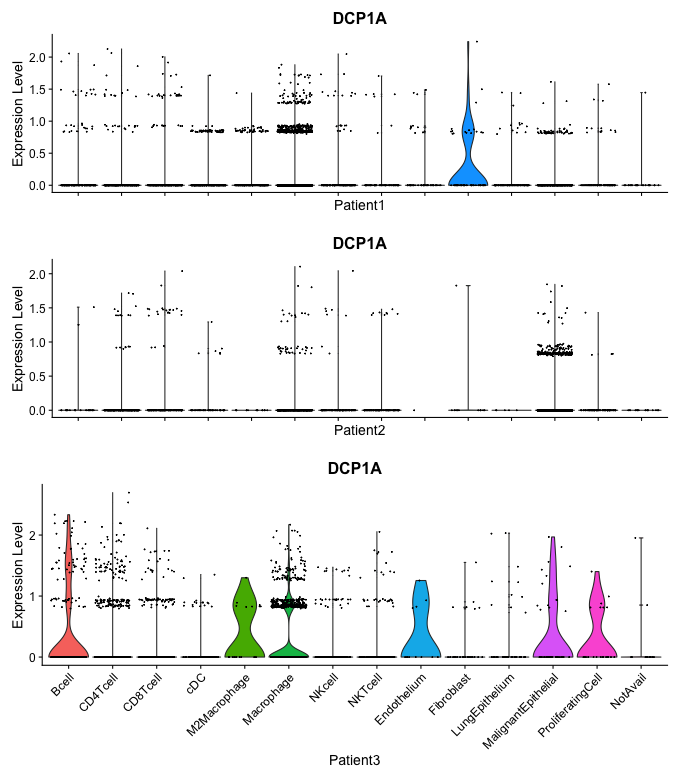 DCP1A
Expression Level
2.0
1.5
1.0
0.5
0.0
Patient1
DCP1A
Expression Level
2.0
1.5
1.0
0.5
0.0
Patient2
DCP1A
Expression Level
2
1
0
Bcell
CD4Tcell
CD8Tcell
cDC
M2Macrophage
Macrophage
NKcell
NKTcell
Endothelium
Fibroblast
LungEpithelium
MalignantEpithelial
ProliferatingCell
NotAvail
Patient3